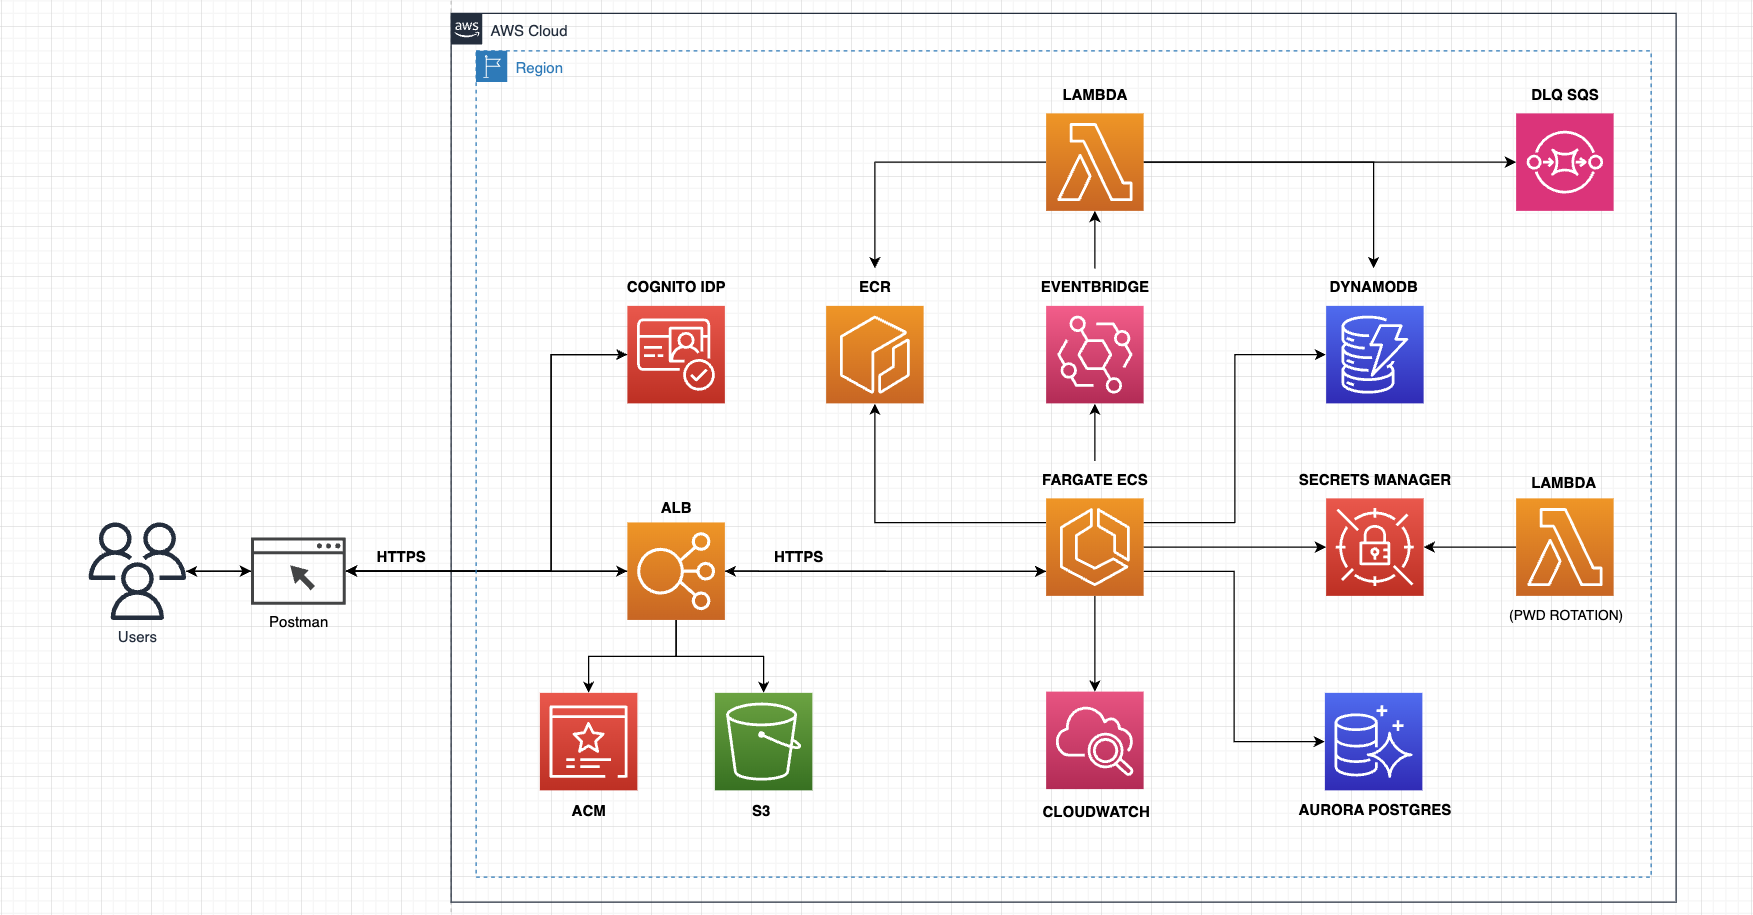 aws
AWS Cloud
Region
LAMBDA
DLQ SQS
COGNITO IDP
ECR
EVENTBRIDGE
DYNAMODB
FARGATE ECS
SECRETS MANAGER
LAMBDA
ALB
HTTPS
HTTPS
(PWD ROTATION)
Postman
Users
ACM
S3
CLOUDWATCH
AURORA POSTGRES